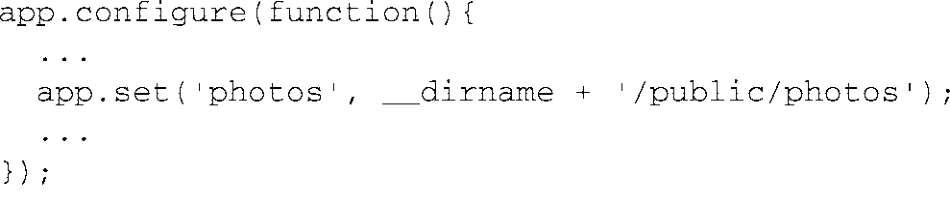 app.configure(function(){
  ...
  app.set('photos', __dirname + '/public/photos');
  ...
});